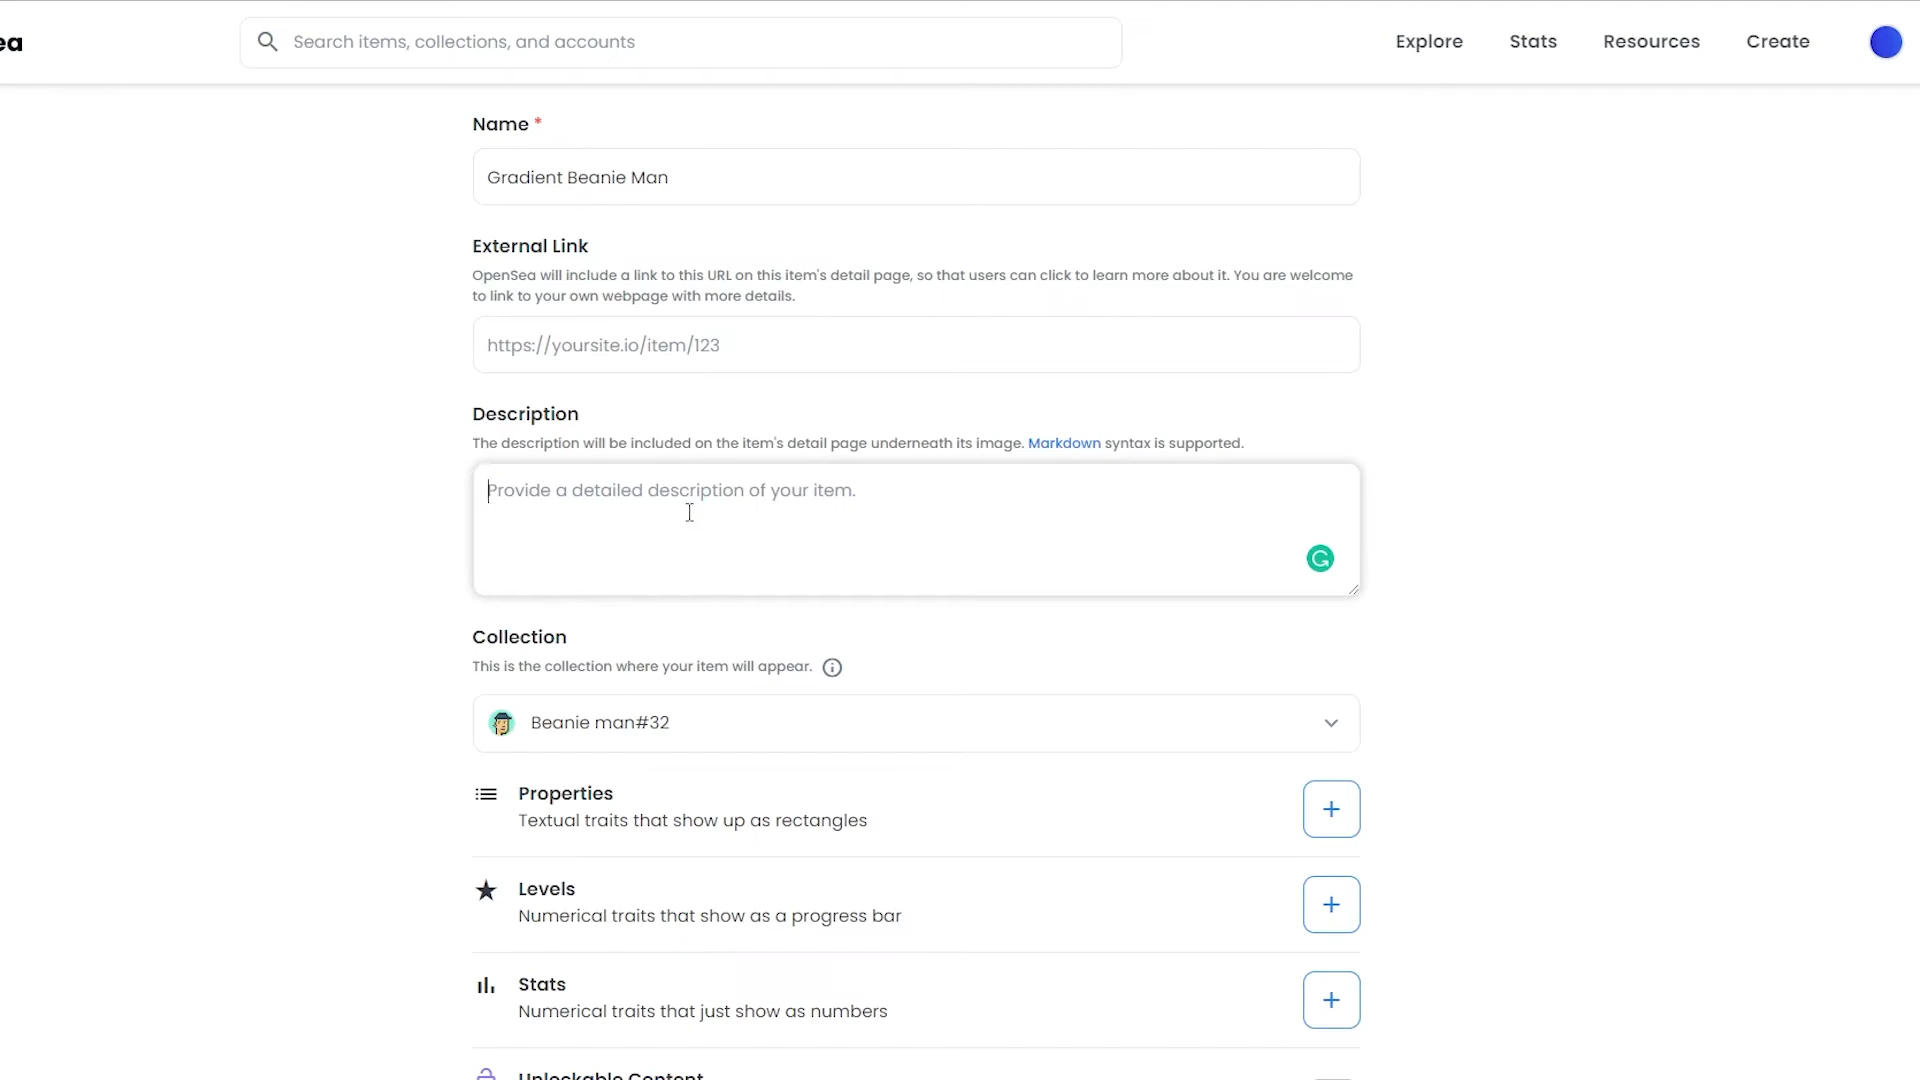 ea
Search items, collections, and accounts
Explore
Stats
Resources
Create
Name *
Gradient Beanie Man
External Link
OpenSea will include a link to this URL on this item's detail page, so that users can click to learn more about it. You are welcome
to link to your own webpage with more details.
https://yoursite.io/item/123
Description
The description will be included on the item's detail page underneath its image. Markdown syntax is supported.
Provide a detailed description of your item.
Collection
This is the collection where your item will appear.
Beanie man#32
Properties
Textual traits that show up as rectangles
Levels
Numerical traits that show as a progress bar
Stats
Numerical traits that just show as numbers
Unlockable Content